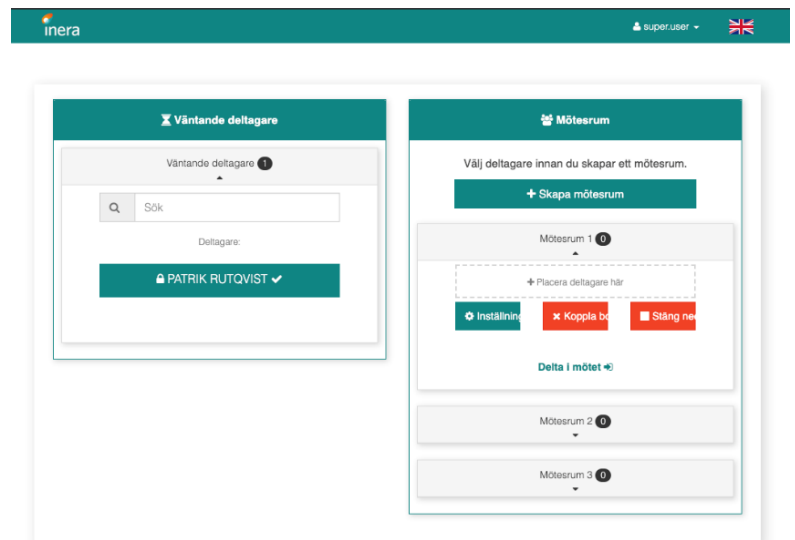 inera
super.user
Väntande deltagare
Väntande deltagare 1
Sök
Deltagare:
PATRIK RUTQVIST
Mötesrum
Välj deltagare innan du skapar ett mötesrum.
+ Skapa mötesrum
Mötesrum 1 0
+ Placera deltagare här
Inställning
Koppla bo
Stäng ned
Delta i mötet
Mötesrum 2 0
Mötesrum 3 0